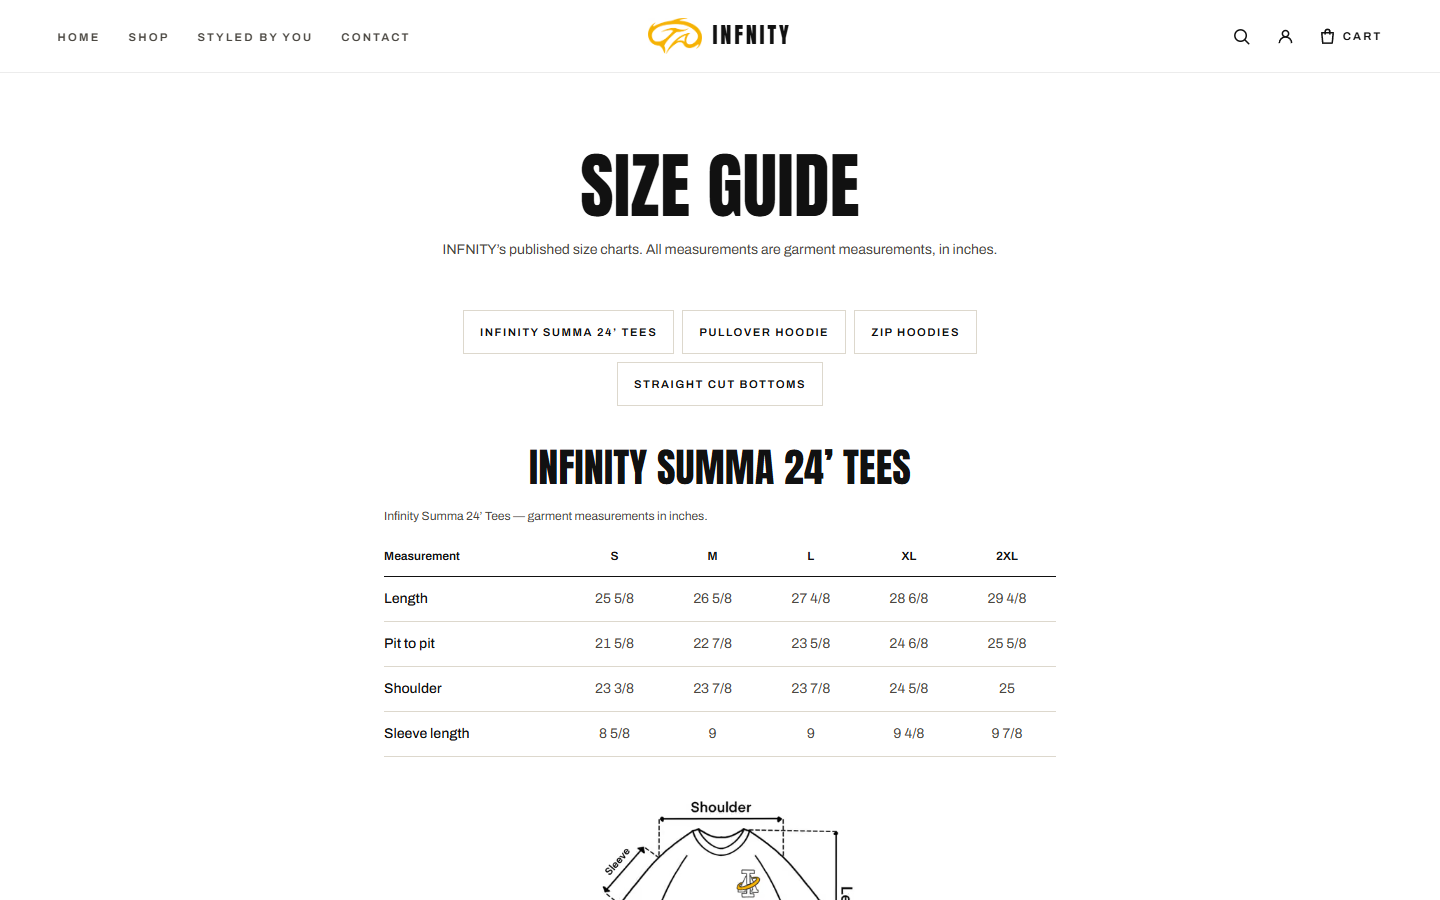 HOME SHOP STYLED BY YOU CONTACT INFNITY CART
SIZE GUIDE
INFNITY’s published size charts. All measurements are garment measurements, in inches.
INFINITY SUMMA 24’ TEES PULLOVER HOODIE ZIP HOODIES
STRAIGHT CUT BOTTOMS
INFINITY SUMMA 24’ TEES
Infinity Summa 24’ Tees — garment measurements in inches.
Measurement S M L XL 2XL
Length 25 5/8 26 5/8 27 4/8 28 6/8 29 4/8
Pit to pit 21 5/8 22 7/8 23 5/8 24 6/8 25 5/8
Shoulder 23 3/8 23 7/8 23 7/8 24 5/8 25
Sleeve length 8 5/8 9 9 9 4/8 9 7/8
Shoulder
Sleeve